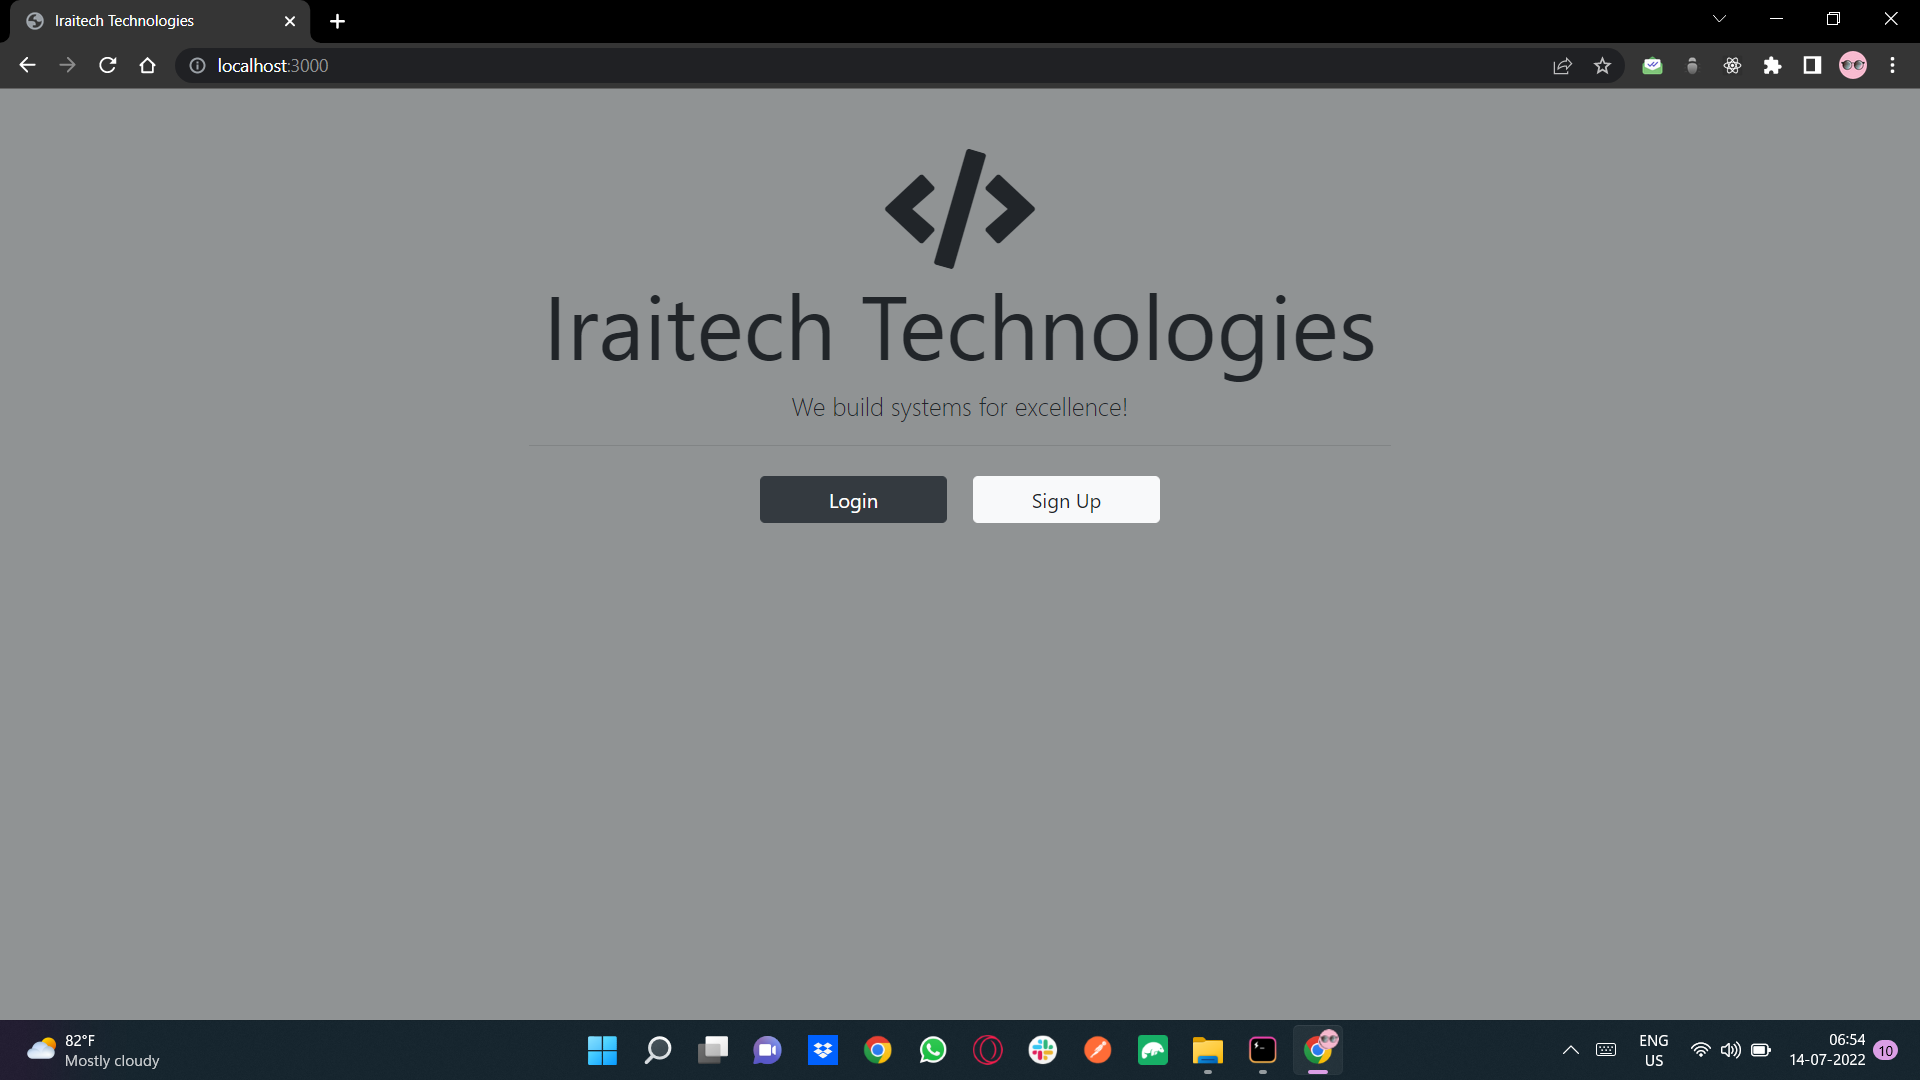 Iraitech Technologies
localhost:3000
</>
Iraitech Technologies
We build systems for excellence!
Login
Sign Up
82°F
Mostly cloudy
ENG
US
06:54
14-07-2022
10